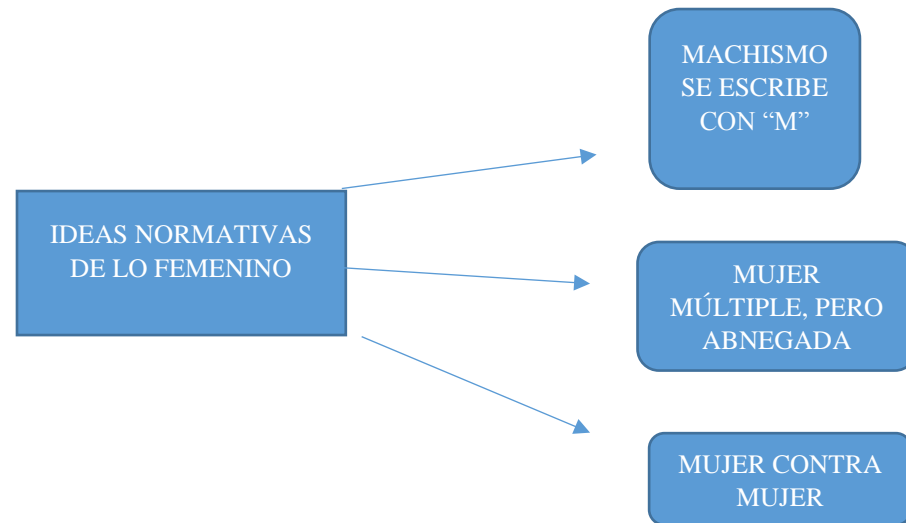 MACHISMO
SE ESCRIBE
CON “M”
IDEAS NORMATIVAS
DE LO FEMENINO
MUJER
MÚLTIPLE, PERO
ABNEGADA
MUJER CONTRA
MUJER